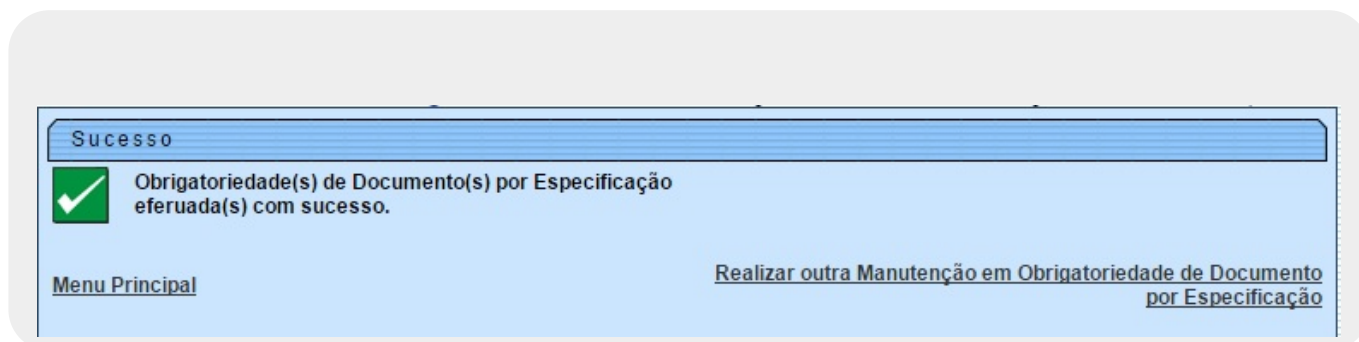 Sucesso
Obrigatoriedade(s) de Documento(s) por Especificação
eferuada(s) com sucesso.
Menu Principal
Realizar outra Manutenção em Obrigatoriedade de Documento
por Especificação